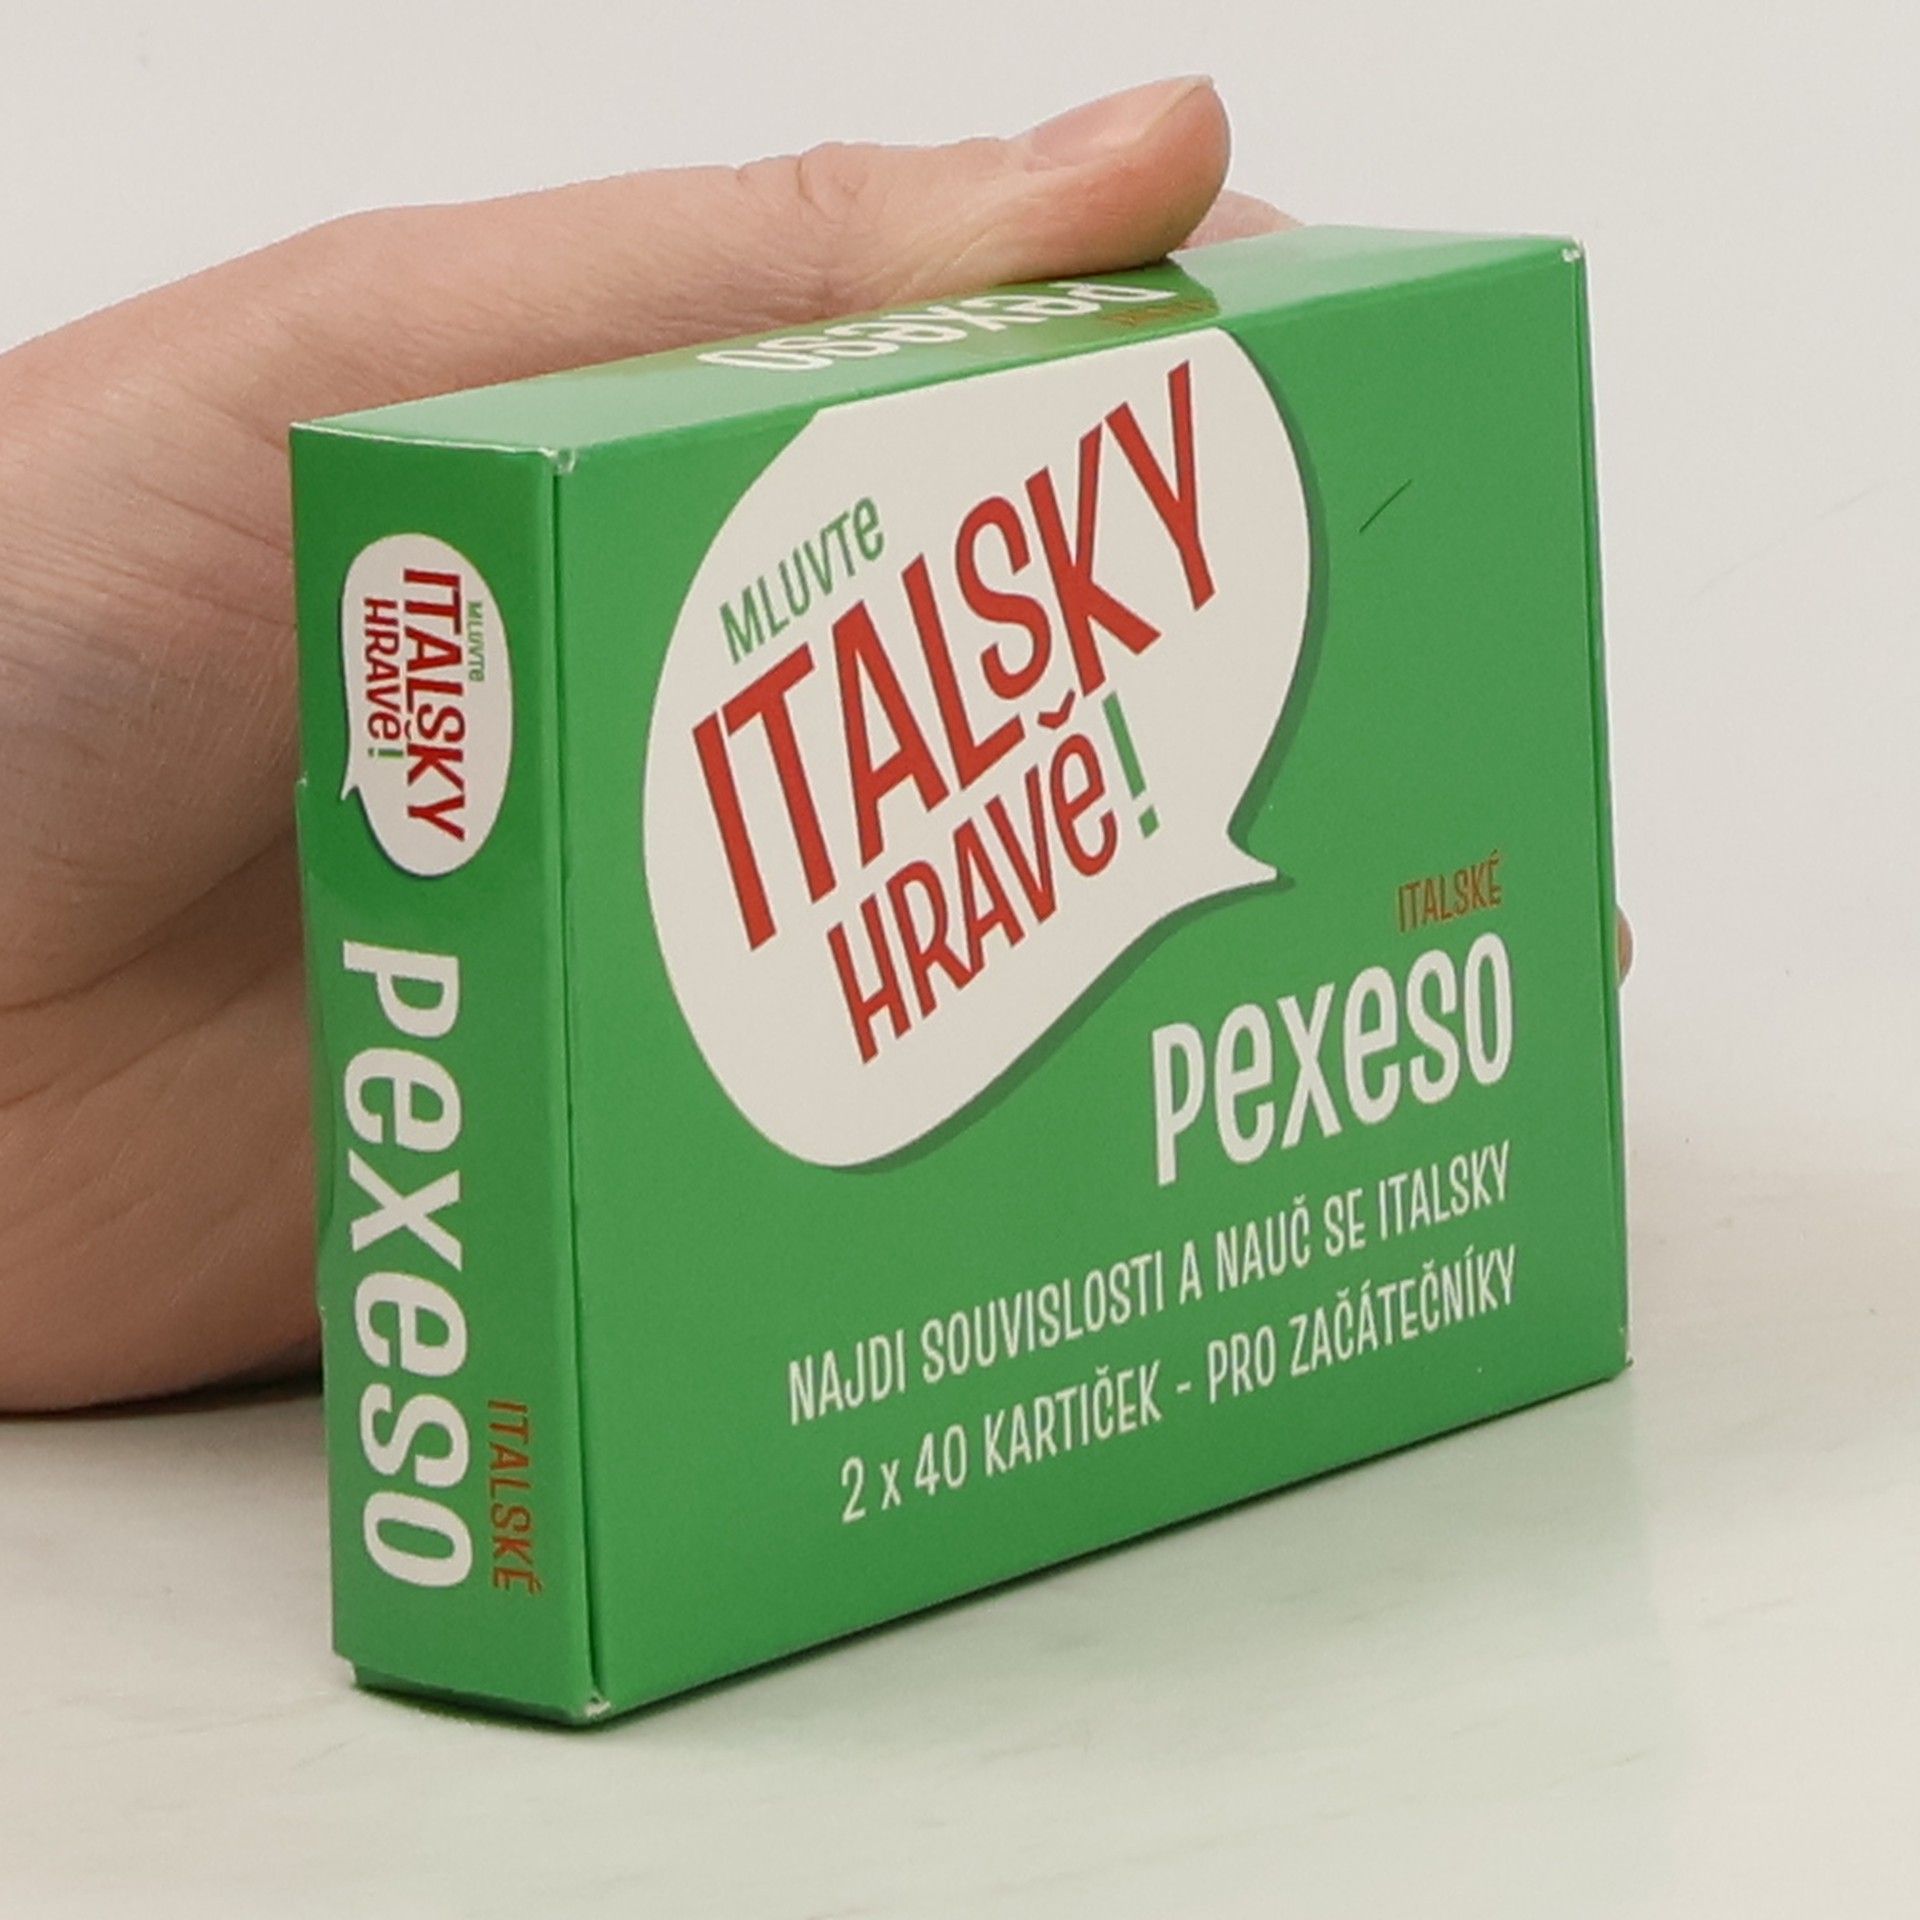 PEXESO
MLUVTE
ITALSKY
HRAVĚ!
ITALSKÉ
PEXESO
NAJDI SOUVISLOSTI A NAUČ SE ITALSKY
2 x 40 KARTIČEK - PRO ZAČÁTEČNÍKY
MLUVTE
ITALSKY
HRAVĚ!
ITALSKÉ
PEXESO